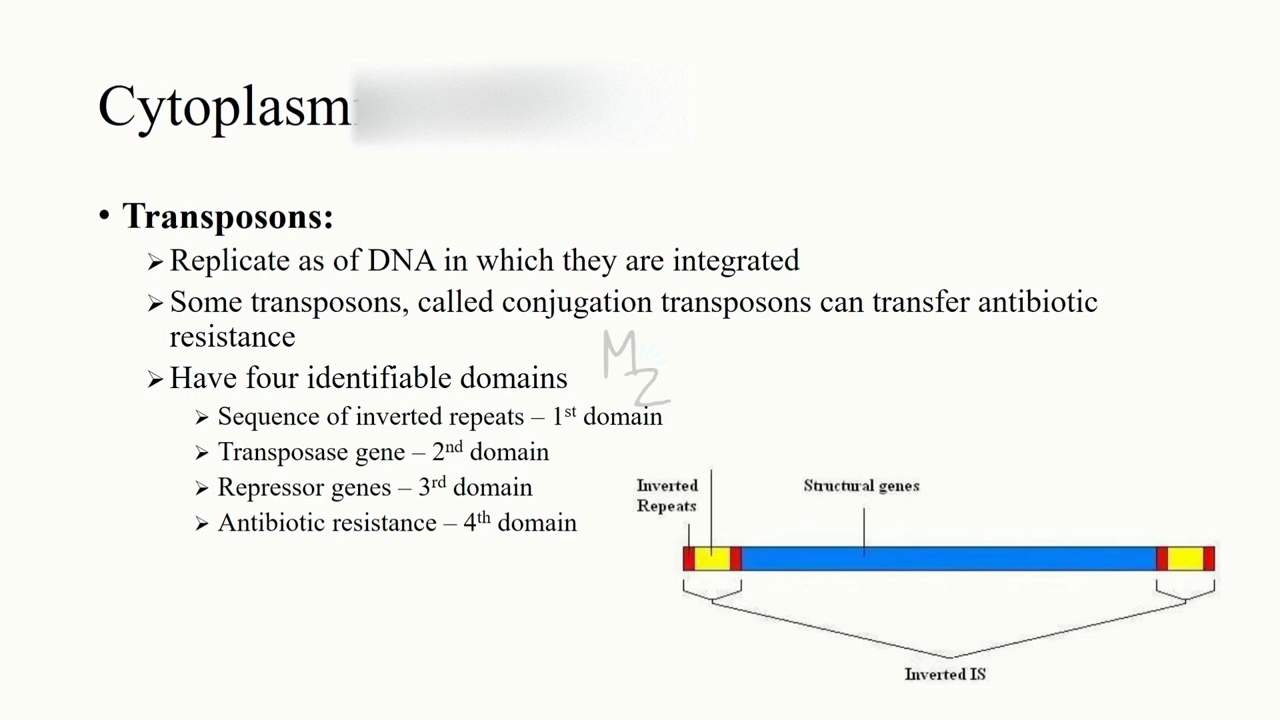 Cytoplasm
• Transposons:
➢ Replicate as of DNA in which they are integrated
➢ Some transposons, called conjugation transposons can transfer antibiotic
resistance
➢ Have four identifiable domains
➢ Sequence of inverted repeats – 1st domain
➢ Transposase gene – 2nd domain
➢ Repressor genes – 3rd domain
➢ Antibiotic resistance – 4th domain
MZ
Inverted
Repeats
Structural genes
Inverted IS